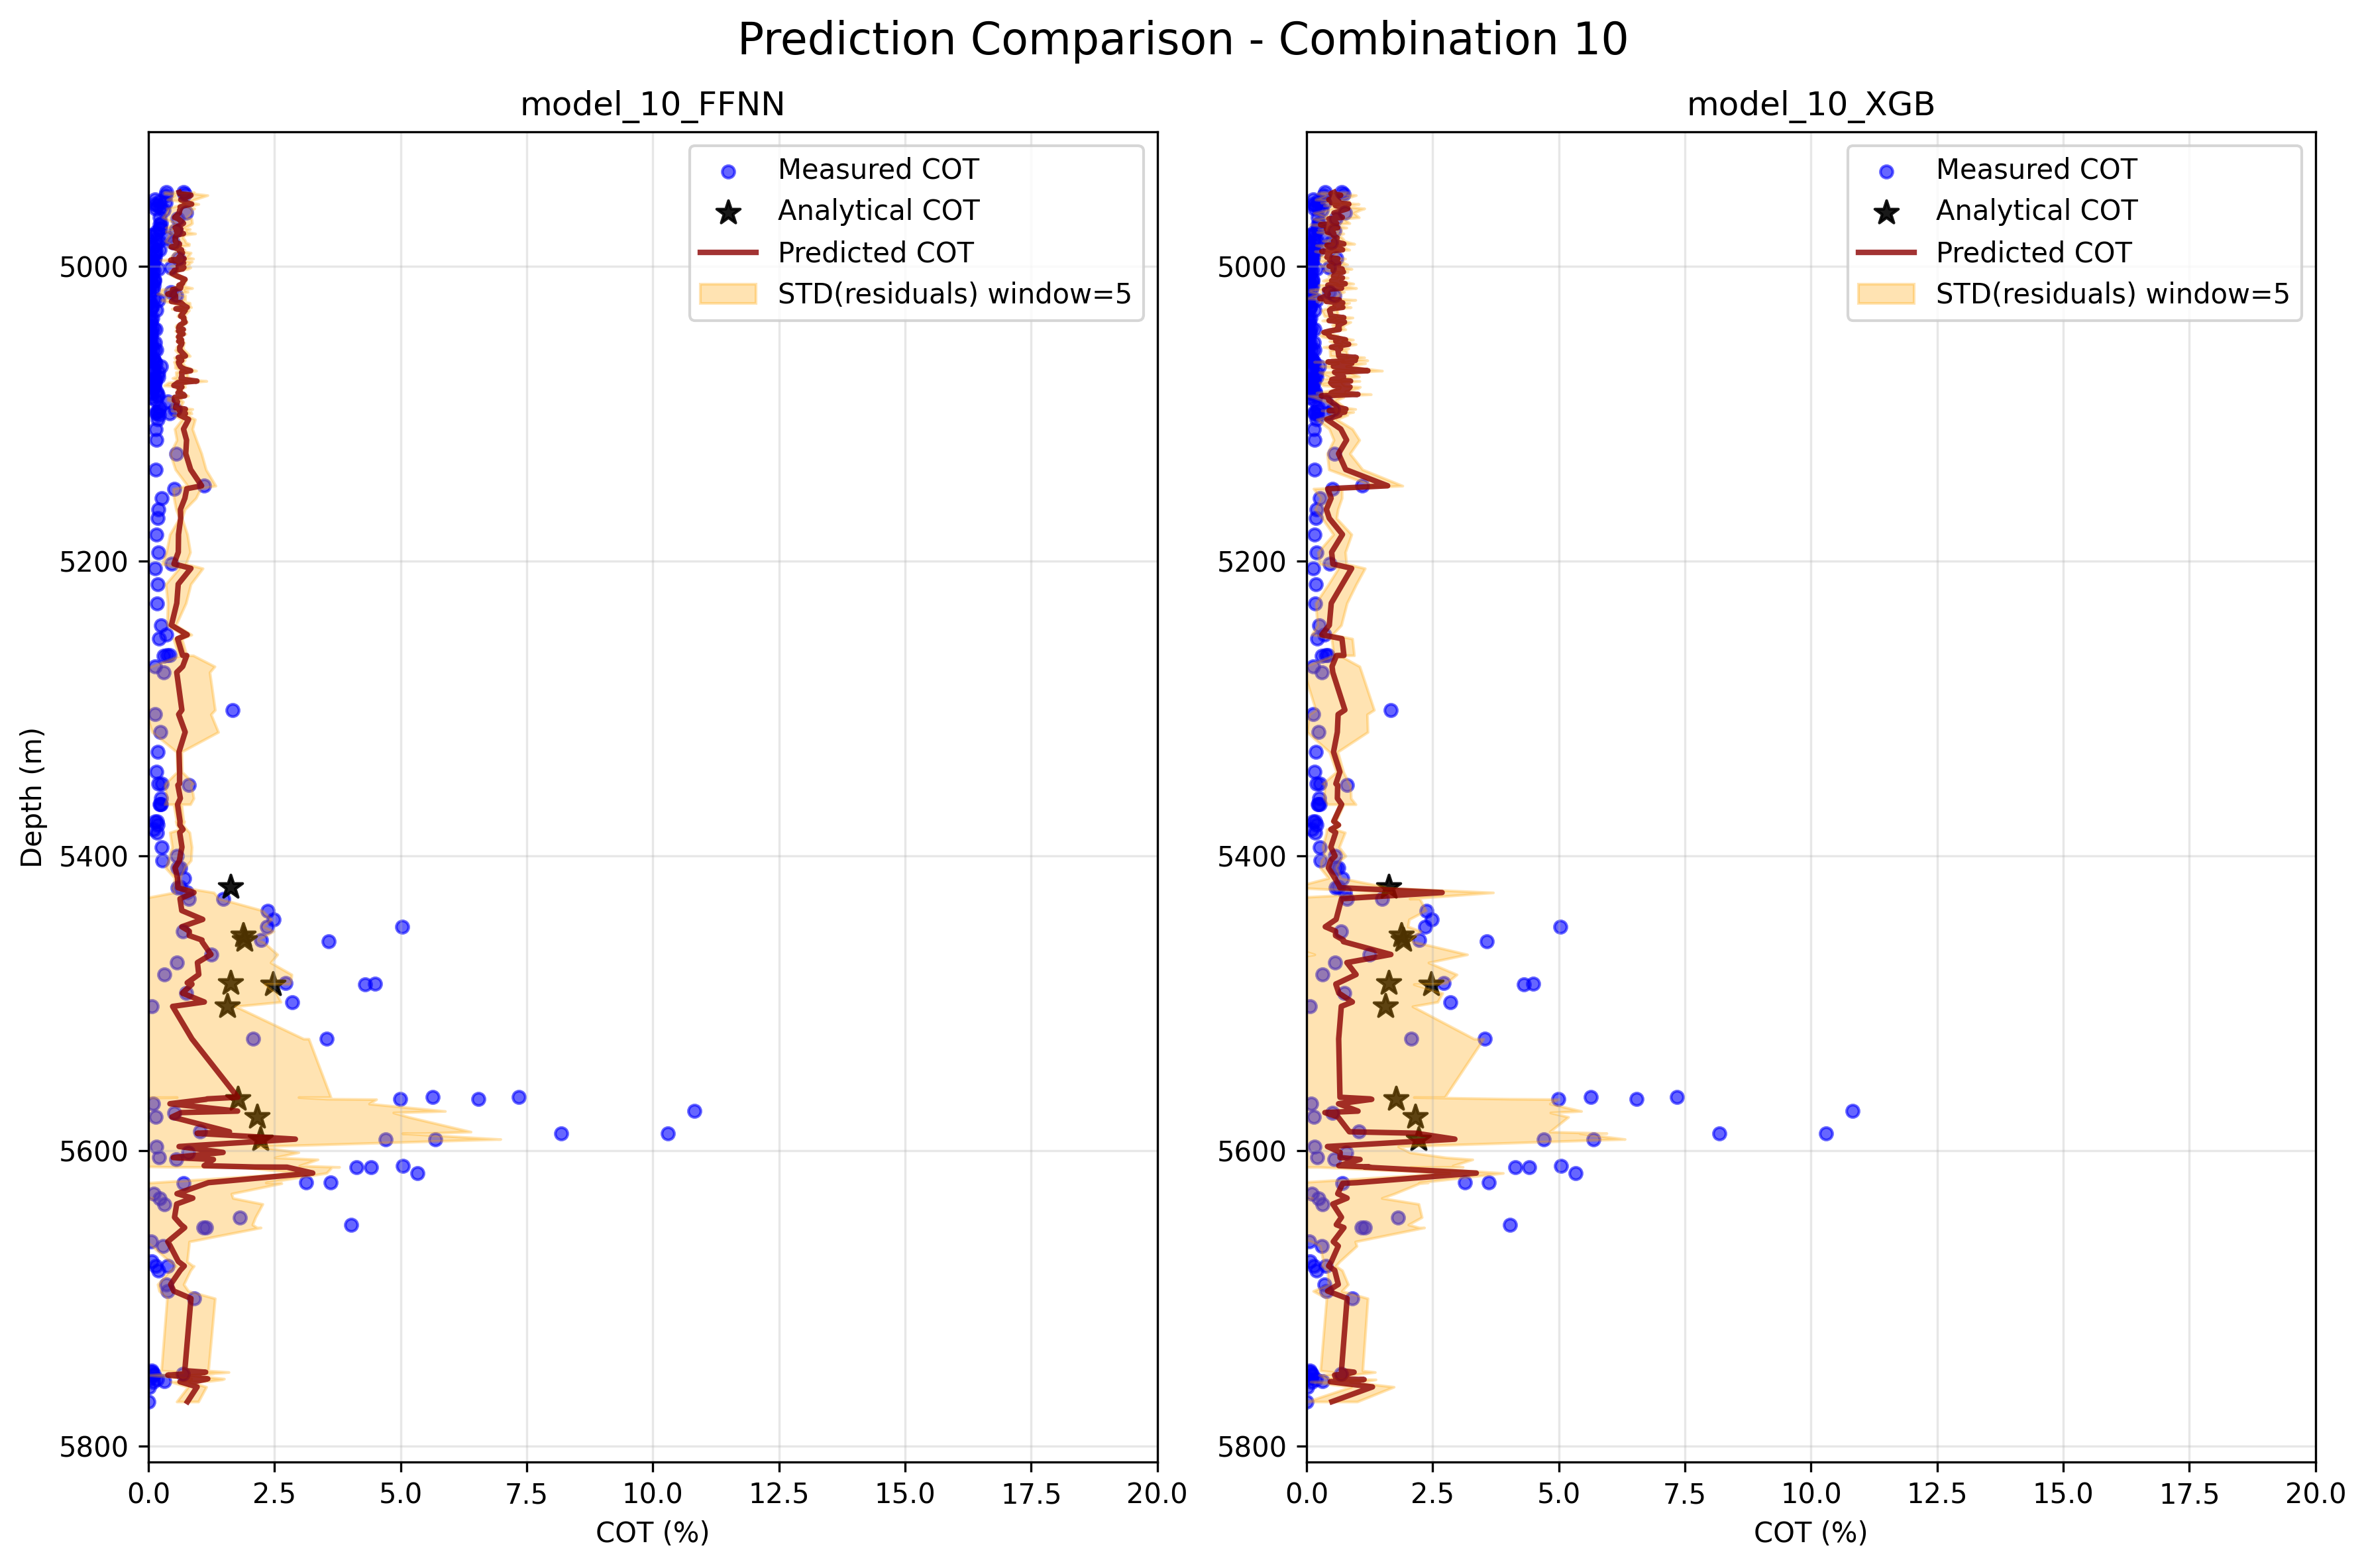 Prediction Comparison - Combination 10
model_10_FFNN
Measured COT
Analytical COT
Predicted COT
STD(residuals) window=5
Depth (m)
5000
5200
5400
5600
5800
0.0 2.5 5.0 7.5 10.0 12.5 15.0 17.5 20.0
COT (%)
model_10_XGB
Measured COT
Analytical COT
Predicted COT
STD(residuals) window=5
5000
5200
5400
5600
5800
0.0 2.5 5.0 7.5 10.0 12.5 15.0 17.5 20.0
COT (%)